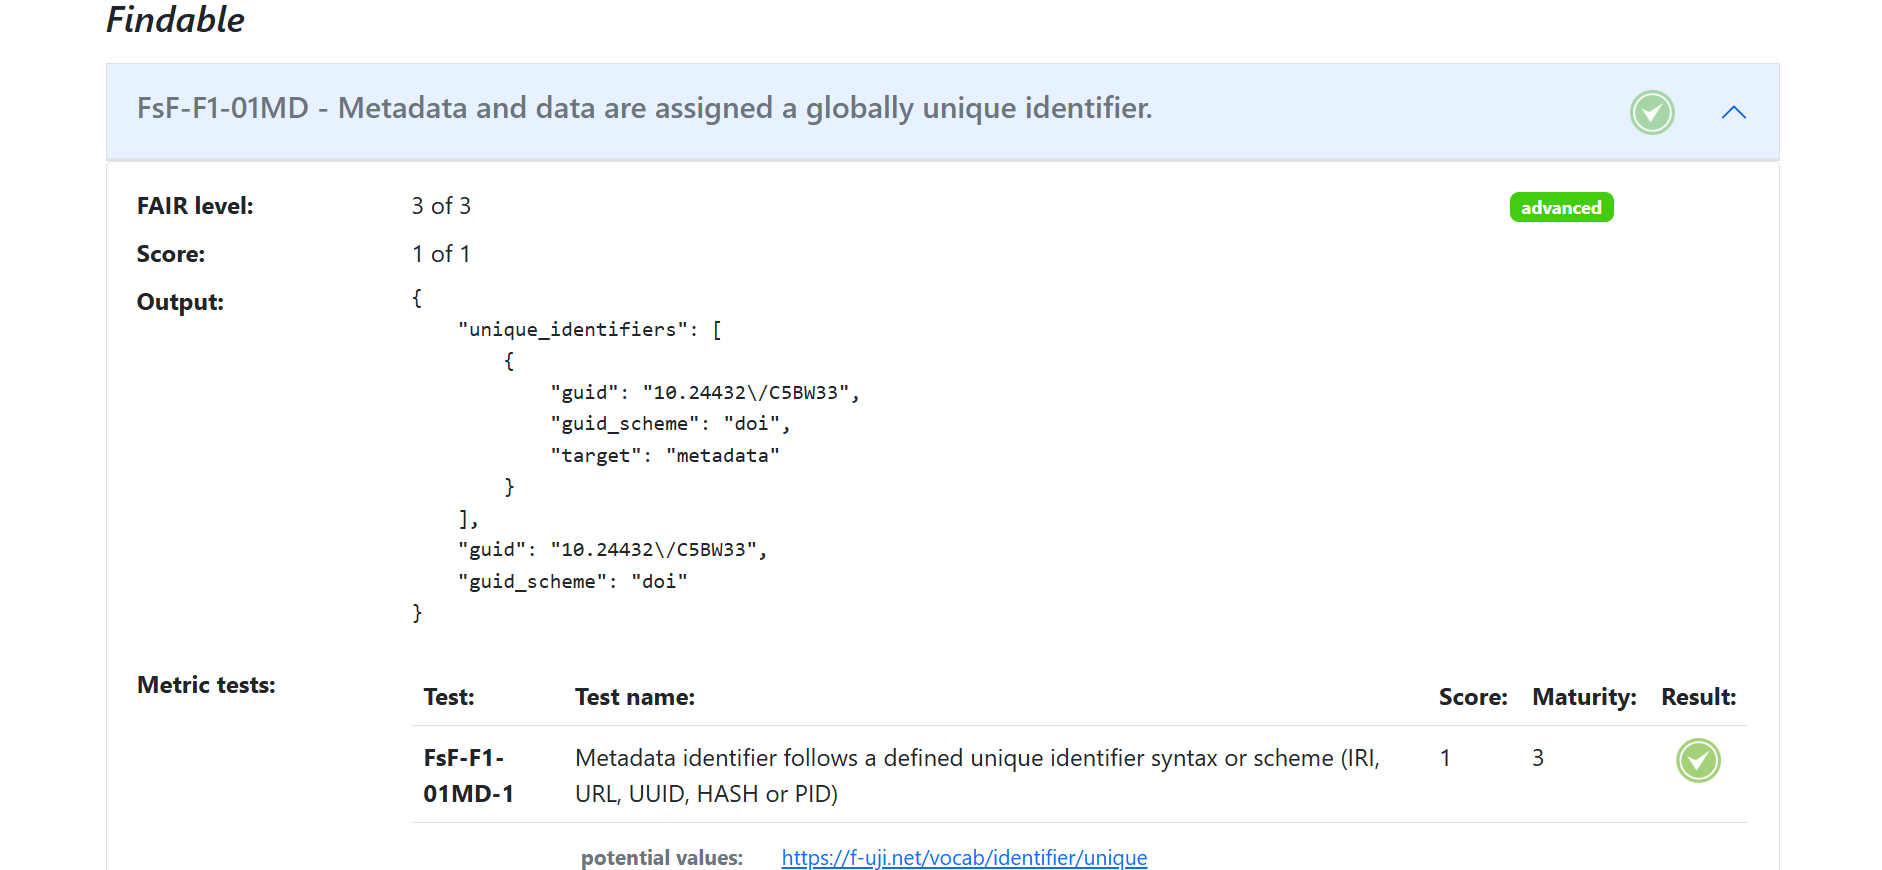 Findable
FsF-F1-01MD - Metadata and data are assigned a globally unique identifier.
FAIR level: 3 of 3 advanced
Score: 1 of 1
Output: {
"unique_identifiers": [
{
"guid": "10.24432\/C5BW33",
"guid_scheme": "doi",
"target": "metadata"
}
],
"guid": "10.24432\/C5BW33",
"guid_scheme": "doi"
}
Metric tests:
Test: Test name: Score: Maturity: Result:
FsF-F1- Metadata identifier follows a defined unique identifier syntax or scheme (IRI, 1 3
01MD-1 URL, UUID, HASH or PID)
potential values: https://f-uji.net/vocab/identifier/unique